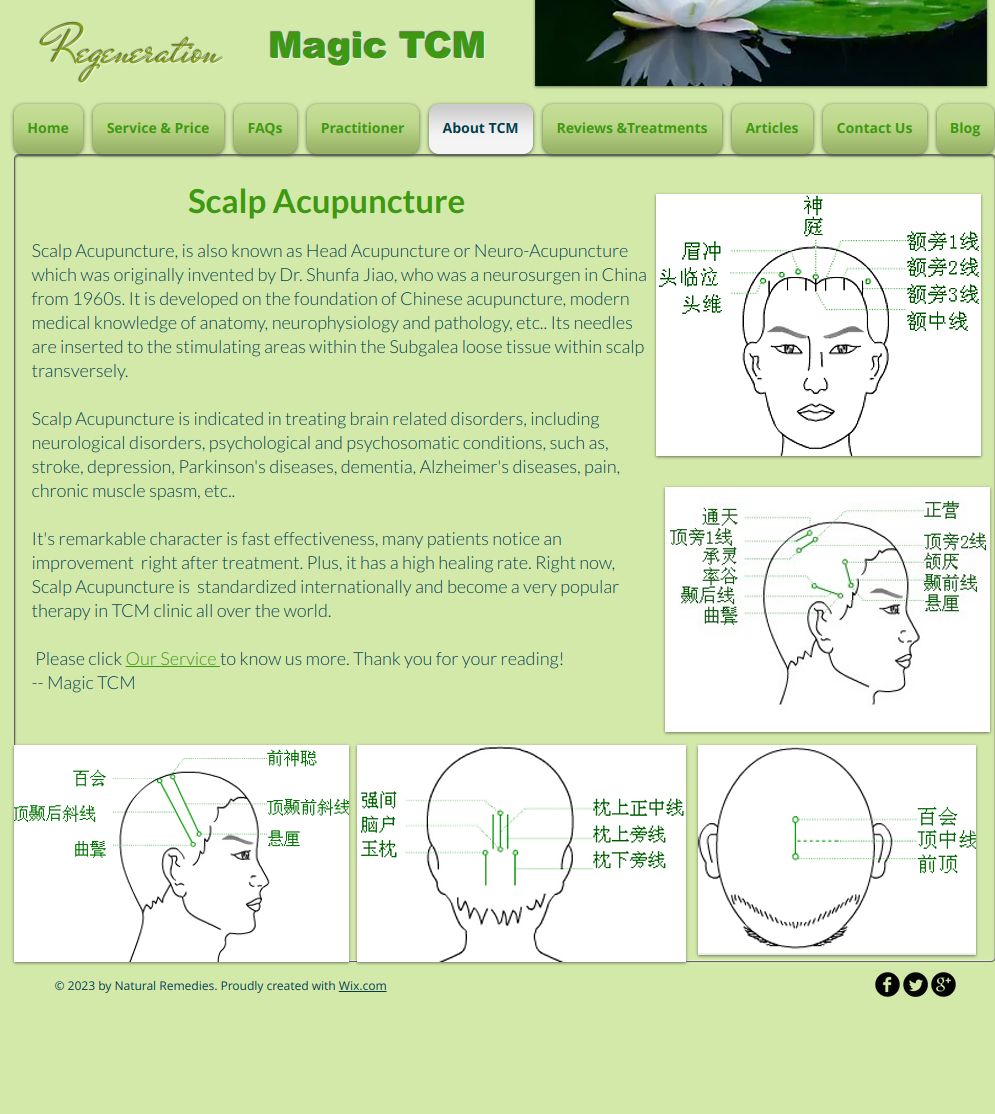 Regeneration
Magic TCM
Home
Service & Price
FAQs
Practitioner
About TCM
Reviews &Treatments
Articles
Contact Us
Blog
Scalp Acupuncture
Scalp Acupuncture, is also known as Head Acupuncture or Neuro-Acupuncture
which was originally invented by Dr. Shunfa Jiao, who was a neurosurgen in China
from 1960s. It is developed on the foundation of Chinese acupuncture, modern
medical knowledge of anatomy, neurophysiology and pathology, etc.. Its needles
are inserted to the stimulating areas within the Subgalea loose tissue within scalp
transversely.
Scalp Acupuncture is indicated in treating brain related disorders, including
neurological disorders, psychological and psychosomatic conditions, such as,
stroke, depression, Parkinson's diseases, dementia, Alzheimer's diseases, pain,
chronic muscle spasm, etc..
It's remarkable character is fast effectiveness, many patients notice an
improvement right after treatment. Plus, it has a high healing rate. Right now,
Scalp Acupuncture is standardized internationally and become a very popular
therapy in TCM clinic all over the world.
Please click Our Service to know us more. Thank you for your reading!
-- Magic TCM
神
庭
眉冲
头临泣
头维
额旁1线
额旁2线
额旁3线
额中线
通天
顶旁1线
承灵
率谷
颞后线
曲鬓
正营
顶旁2线
颌厌
颞前线
悬厘
百会
顶颞后斜线
曲鬓
前神聪
顶颞前斜线
悬厘
强间
脑户
玉枕
枕上正中线
枕上旁线
枕下旁线
百会
顶中线
前顶
© 2023 by Natural Remedies. Proudly created with Wix.com